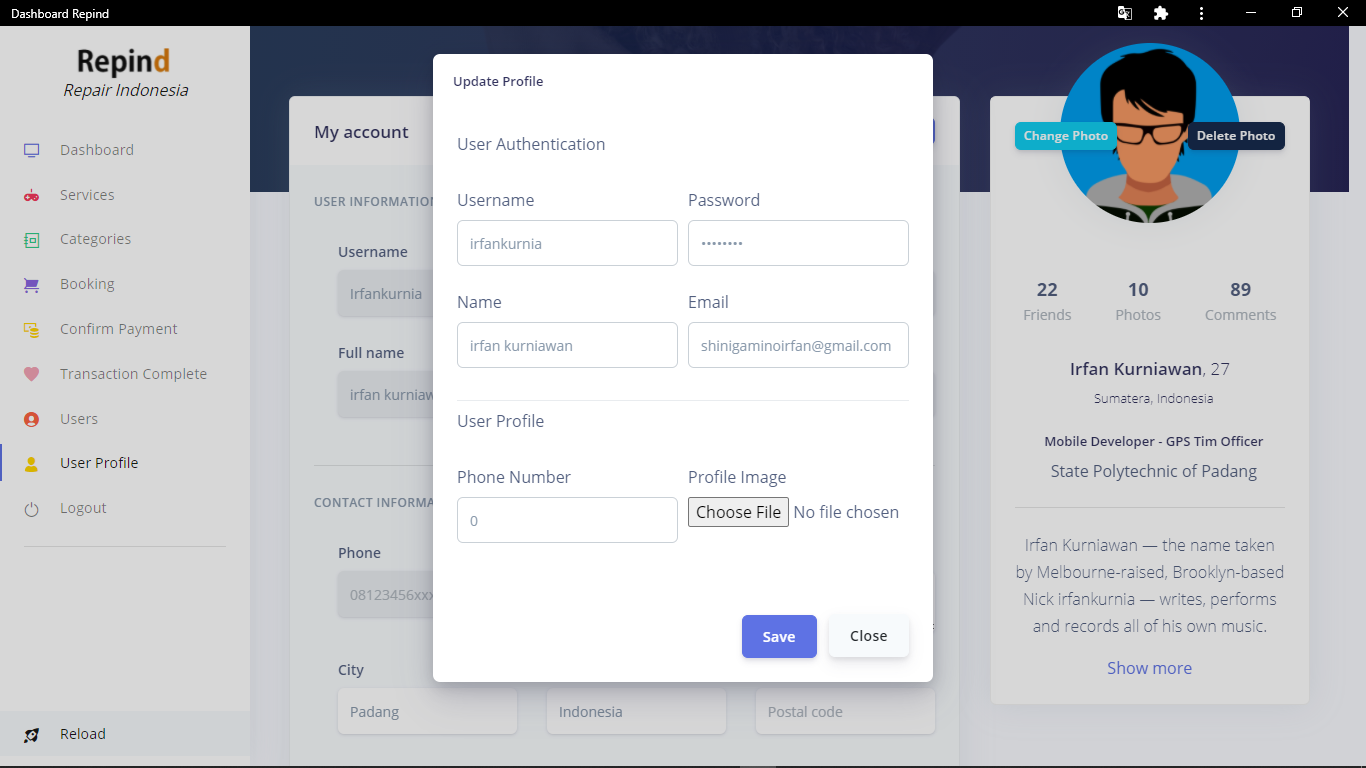 Dashboard Repind
Repind
Repair Indonesia
Dashboard
Services
Categories
Booking
Confirm Payment
Transaction Complete
Users
User Profile
Logout
Reload
My account
USER INFORMATION
Username
Irfankurnia
Full name
irfan kurniaw
CONTACT INFORMA
Phone
08123456xxx
City
Padang
Indonesia
Postal code
Update Profile
User Authentication
Username
Password
irfankurnia
••••••••
Name
Email
irfan kurniawan
shinigaminoirfan@gmail.com
User Profile
Phone Number
Profile Image
0
Choose File No file chosen
Save
Close
Change Photo
Delete Photo
22
10
89
Friends
Photos
Comments
Irfan Kurniawan, 27
Sumatera, Indonesia
Mobile Developer - GPS Tim Officer
State Polytechnic of Padang
Irfan Kurniawan — the name taken
by Melbourne-raised, Brooklyn-based
Nick irfankurnia — writes, performs
and records all of his own music.
Show more